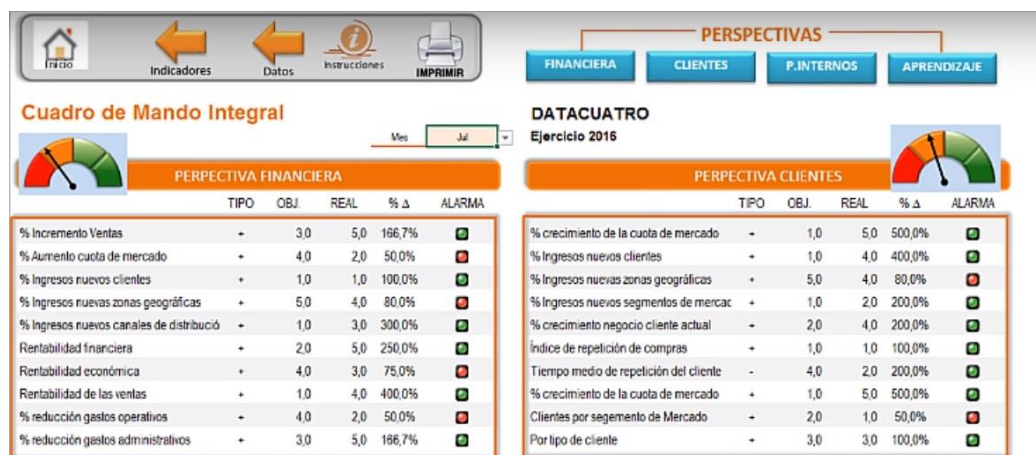 Inicio
Indicadores
Datos
Instrucciones
IMPRIMIR
PERSPECTIVAS
FINANCIERA
CLIENTES
P.INTERNOS
APRENDIZAJE
Cuadro de Mando Integral
Mes Jul
DATACUATRO
Ejercicio 2016
PERPECTIVA FINANCIERA
TIPO OBJ. REAL % Δ ALARMA
% Incremento Ventas + 3,0 5,0 166,7%
% Aumento cuota de mercado + 4,0 2,0 50,0%
% Ingresos nuevos clientes + 1,0 1,0 100,0%
% Ingresos nuevas zonas geográficas + 5,0 4,0 80,0%
% Ingresos nuevos canales de distribució + 1,0 3,0 300,0%
Rentabilidad financiera + 2,0 5,0 250,0%
Rentabilidad económica + 4,0 3,0 75,0%
Rentabilidad de las ventas + 1,0 4,0 400,0%
% reducción gastos operativos + 4,0 2,0 50,0%
% reducción gastos administrativos + 3,0 5,0 166,7%
PERPECTIVA CLIENTES
TIPO OBJ. REAL % Δ ALARMA
% crecimiento de la cuota de mercado + 1,0 5,0 500,0%
% Ingresos nuevos clientes + 1,0 4,0 400,0%
% Ingresos nuevas zonas geográficas + 5,0 4,0 80,0%
% Ingresos nuevos segmentos de mercac + 1,0 2,0 200,0%
% crecimiento negocio cliente actual + 2,0 4,0 200,0%
Índice de repetición de compras + 1,0 1,0 100,0%
Tiempo medio de repetición del cliente - 4,0 2,0 200,0%
% crecimiento de la cuota de mercado + 1,0 5,0 500,0%
Clientes por segemento de Mercado + 2,0 1,0 50,0%
Por tipo de cliente + 3,0 3,0 100,0%